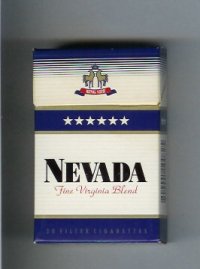 NEVADA
Fine Virginia Blend
20 FILTER CIGARETTES